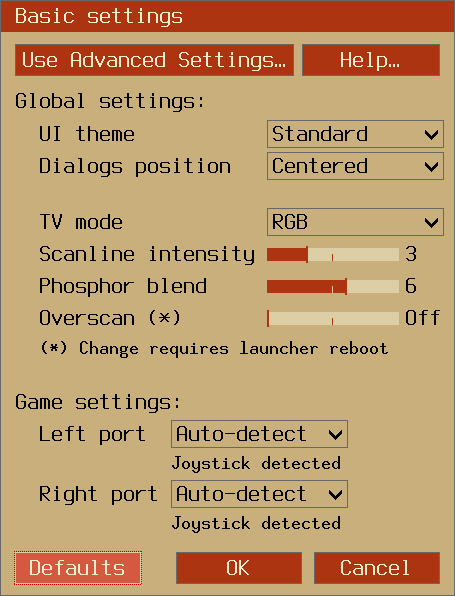 Basic settings
Use Advanced Settings… Help…
Global settings:
UI theme Standard
Dialogs position Centered
TV mode RGB
Scanline intensity 3
Phosphor blend 6
Overscan (*) Off
(*) Change requires launcher reboot
Game settings:
Left port Auto-detect
Joystick detected
Right port Auto-detect
Joystick detected
Defaults OK Cancel